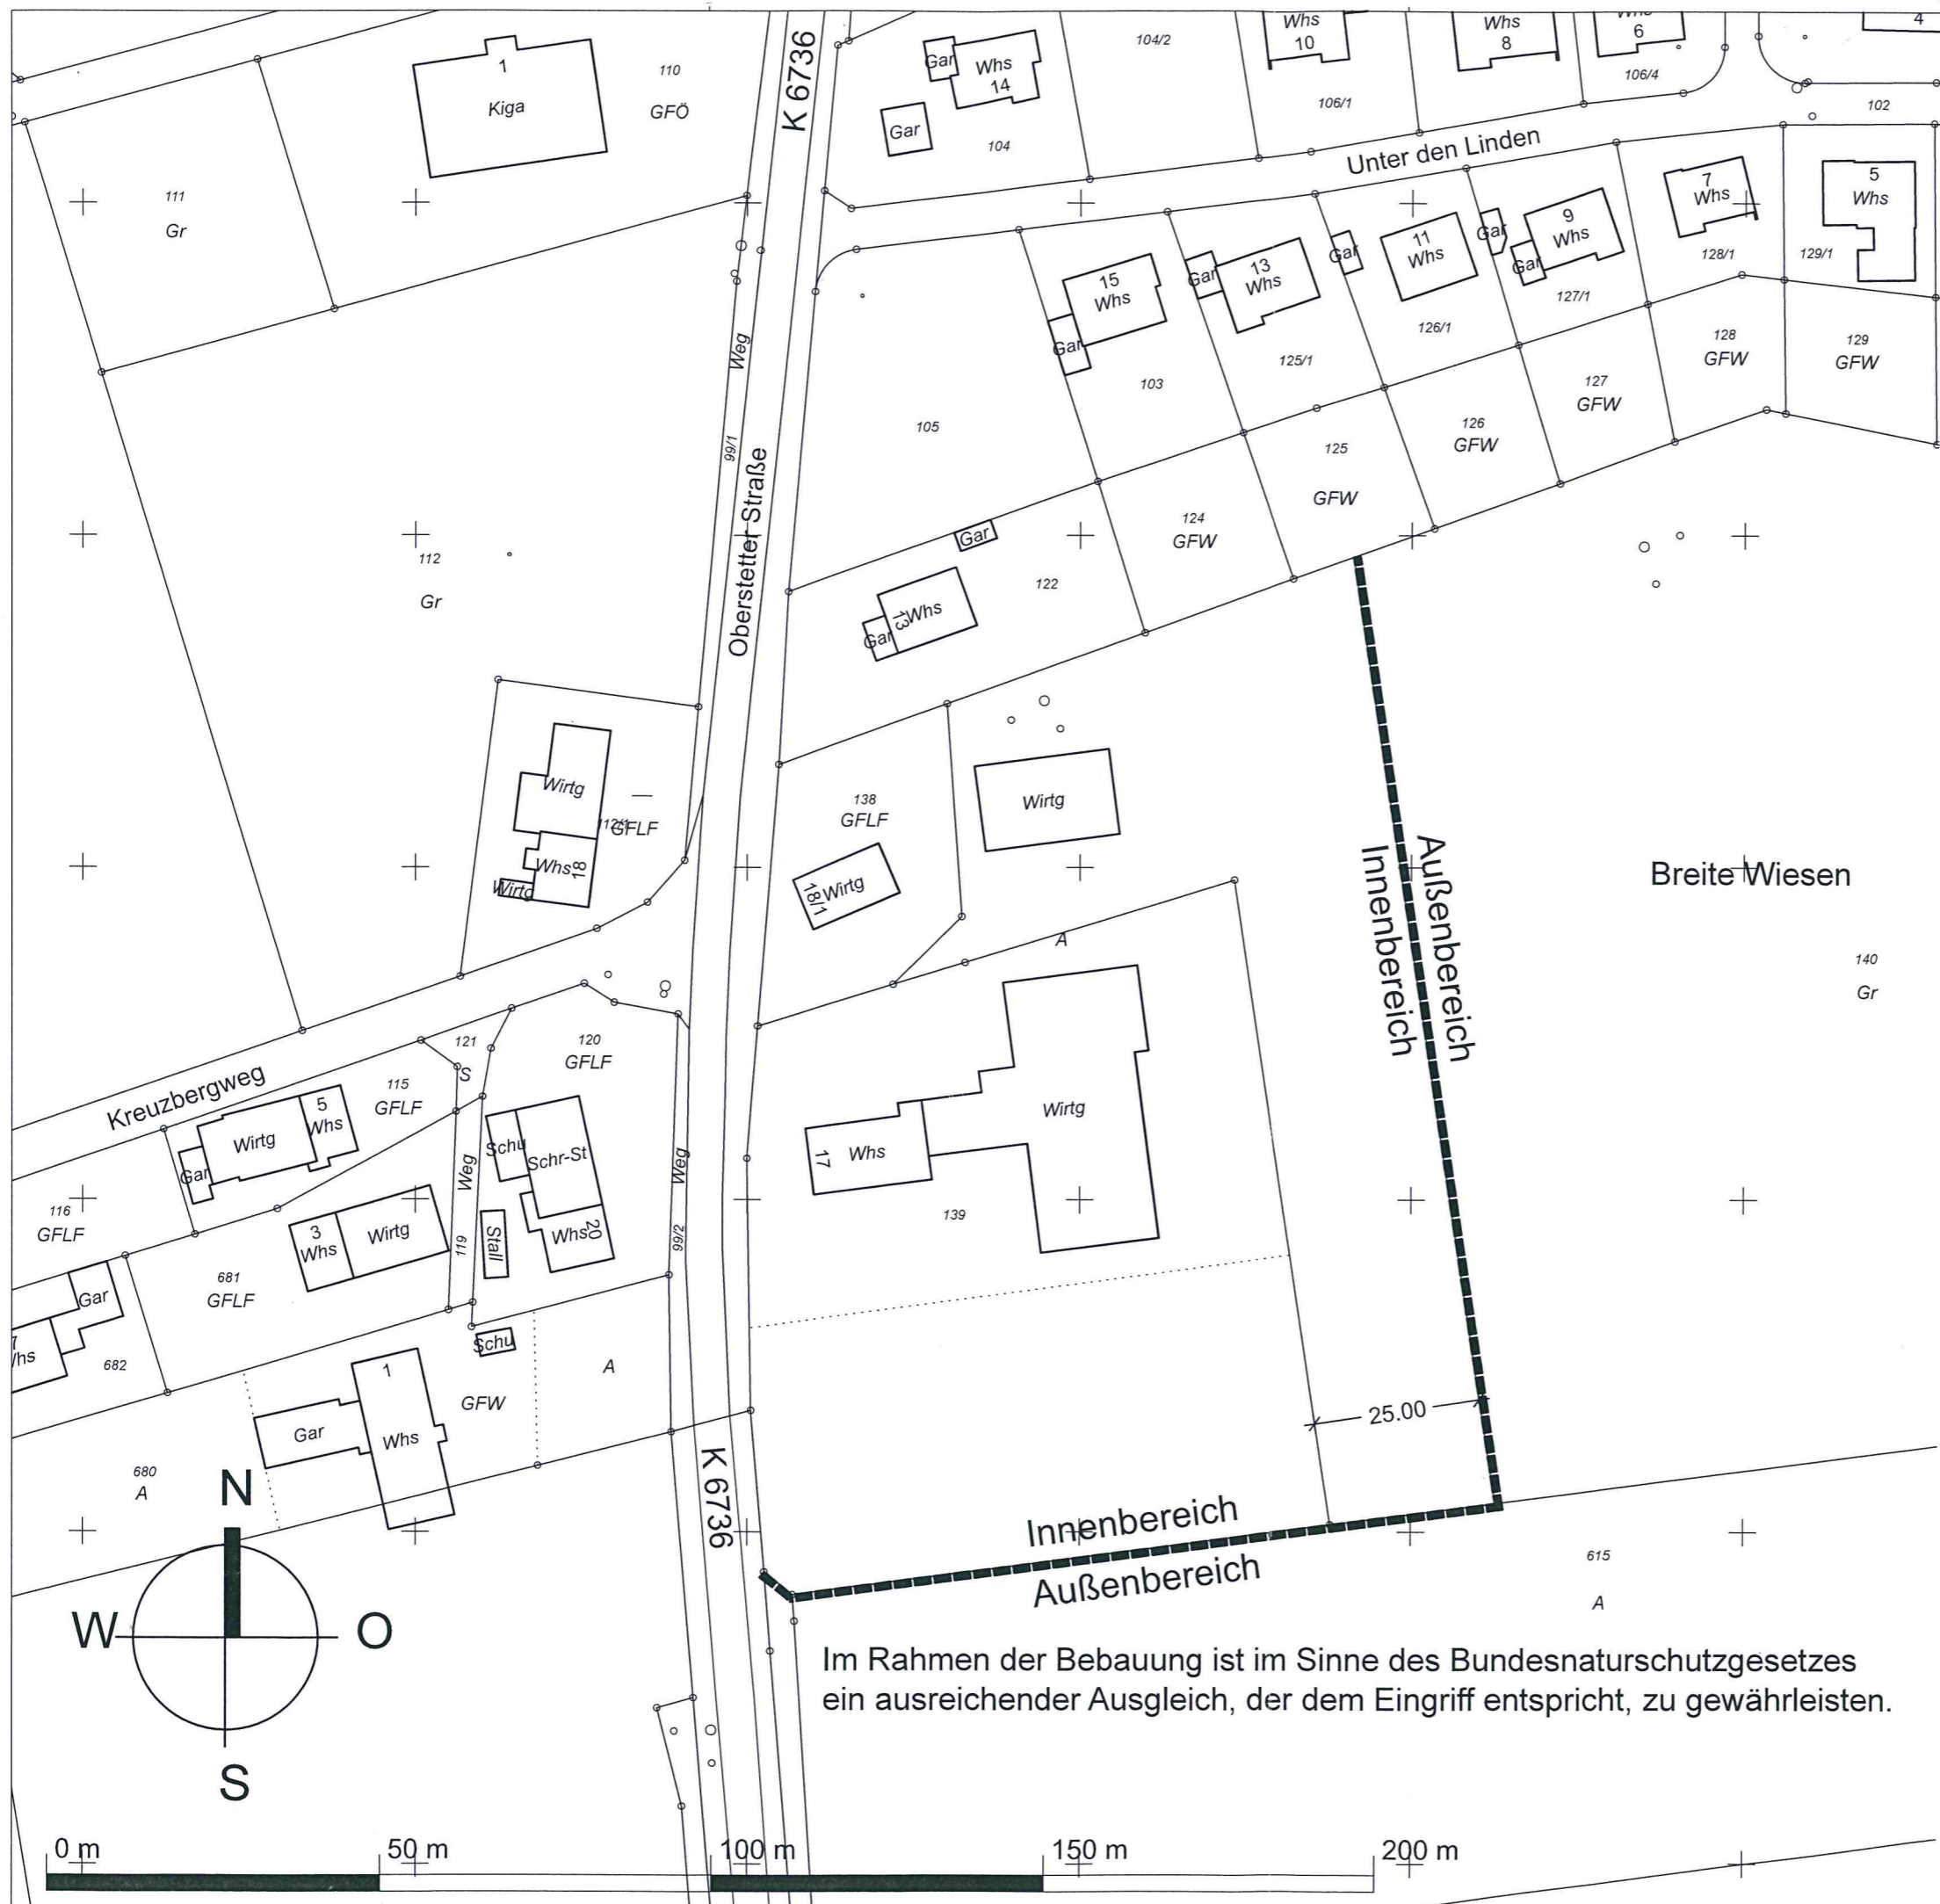 1
Kiga
110
GFÖ
K 6736
Gar
Whs
14
Gar
104
104/2
Whs
10
106/1
Whs
8
6
106/4
4
102
Unter den Linden
111
Gr
7
Whs
128/1
5
Whs
129/1
9
Whs
Gar
127/1
Gar
11
Whs
126/1
Gar
13
Whs
Gar
125/1
15
Whs
Gar
103
Weg
99/1
105
128
GFW
129
GFW
127
GFW
126
GFW
125
GFW
124
GFW
Oberstetter Straße
112
Gr
Gar
122
13
Whs
Gar
Wirtg
112/1
GFLF
Whs
18
Wirtg
138
GFLF
Wirtg
18/1
Wirtg
A
Innenbereich
Außenbereich
Breite Wiesen
140
Gr
Kreuzbergweg
121
S
120
GFLF
115
GFLF
5
Whs
Wirtg
Gar
Schu
Schr-St
Weg
Weg
Whs
20
Stall
119
99/2
116
GFLF
3
Whs
Wirtg
681
GFLF
Gar
7
682
17
Whs
Wirtg
139
Schu
1
Whs
Gar
GFW
A
680
A
25.00
K 6736
Innenbereich
Außenbereich
615
A
N
W
O
S
Im Rahmen der Bebauung ist im Sinne des Bundesnaturschutzgesetzes
ein ausreichender Ausgleich, der dem Eingriff entspricht, zu gewährleisten.
0 m
50 m
100 m
150 m
200 m